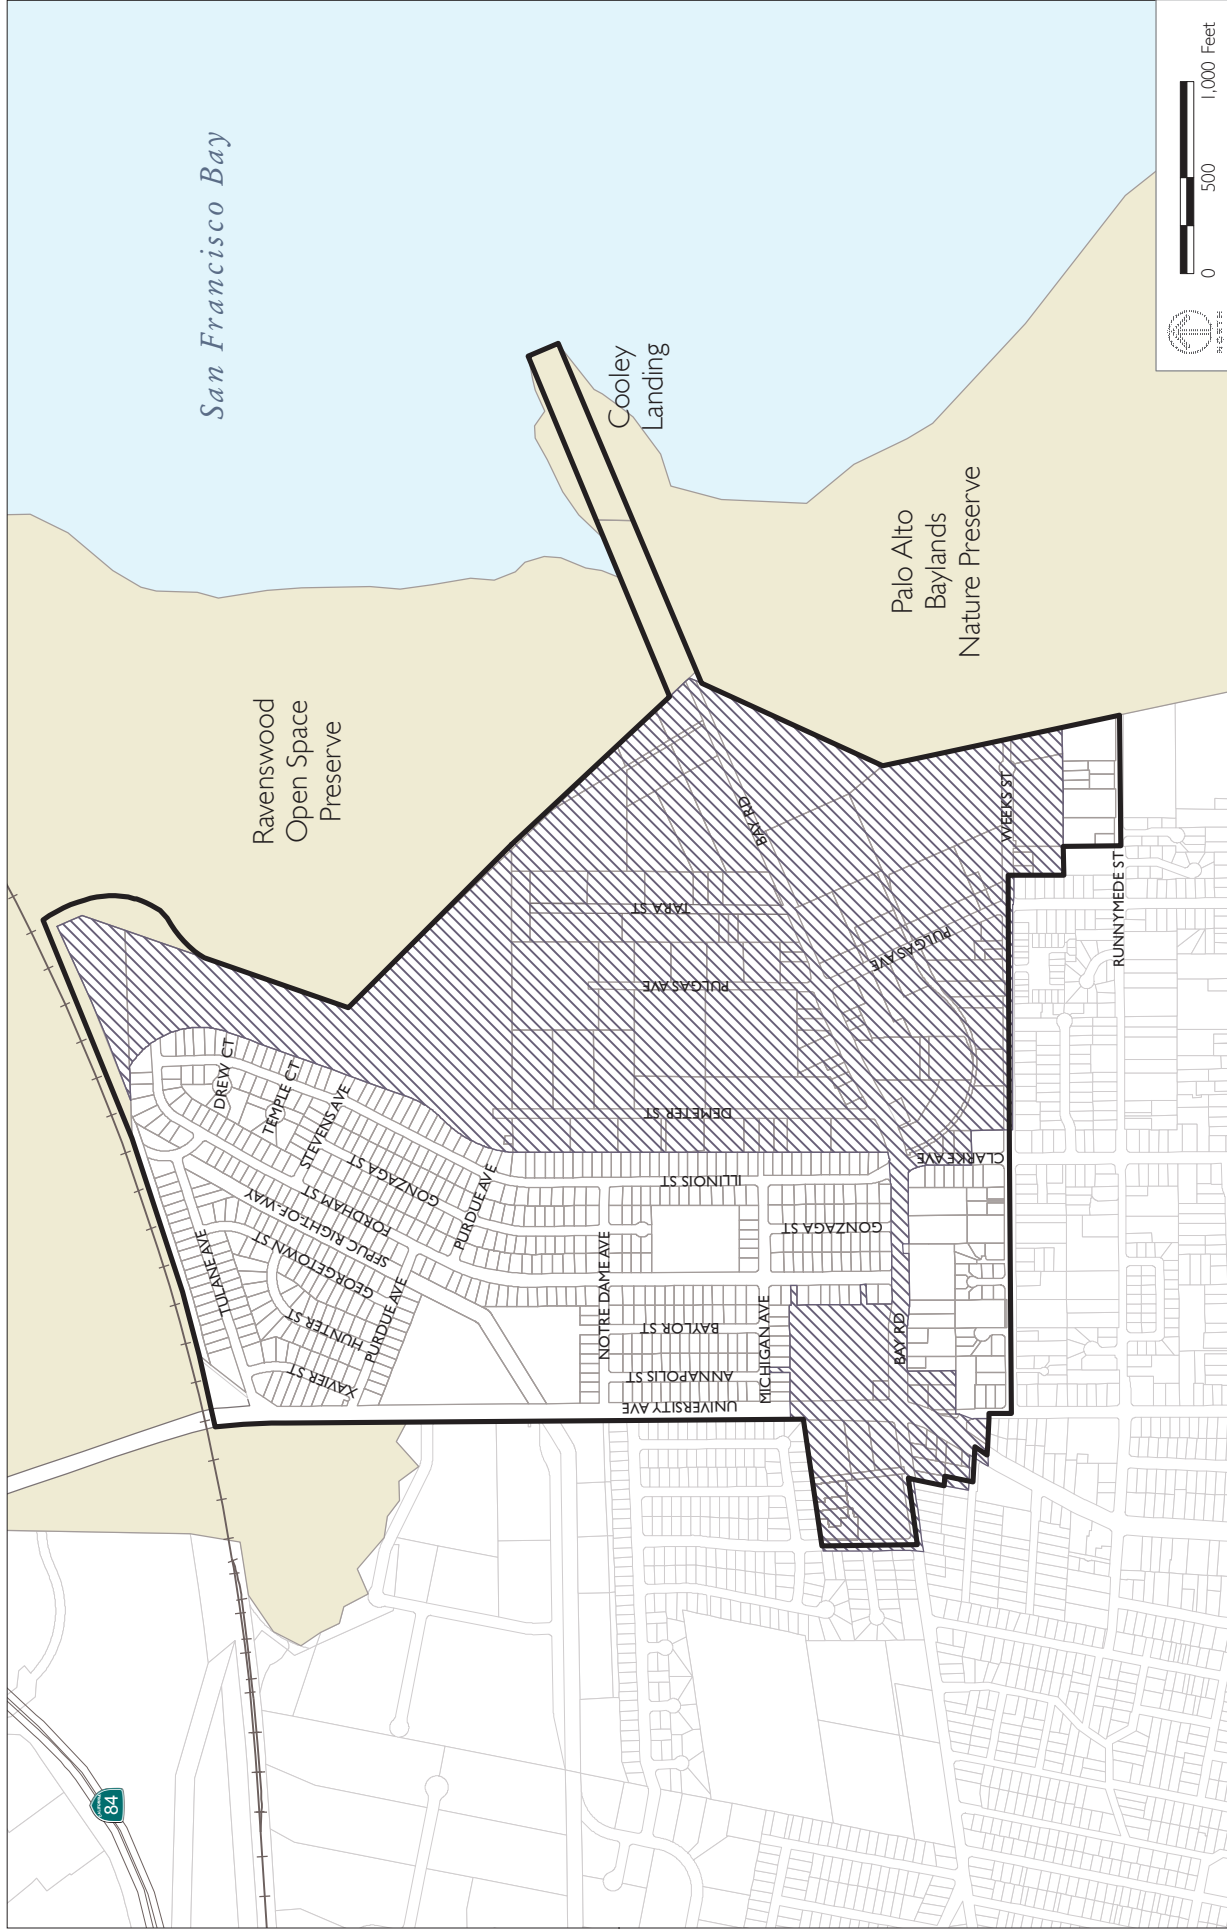 San Francisco Bay
Ravenswood
Open Space
Preserve
Cooley
Landing
Palo Alto
Baylands
Nature Preserve
84
TULANE AVE
XAVIER ST
HUNTER ST
GEORGETOWN ST
SEPUC RIGHT-OF-WAY
FORDHAM ST
GONZAGA ST
STEVENS AVE
TEMPLE CT
DREW CT
PURDUE AVE
PURDUE AVE
NOTRE DAME AVE
UNIVERSITY AVE
ANNAPOLIS ST
BAYLOR ST
MICHIGAN AVE
ILLINOIS ST
GONZAGA ST
DEMETER ST
PULGAS AVE
TARA ST
BAY RD
BAY RD
PULGAS AVE
CLARKE AVE
WEEKS ST
RUNNYMEDE ST
NORTH
0
500
1,000 Feet